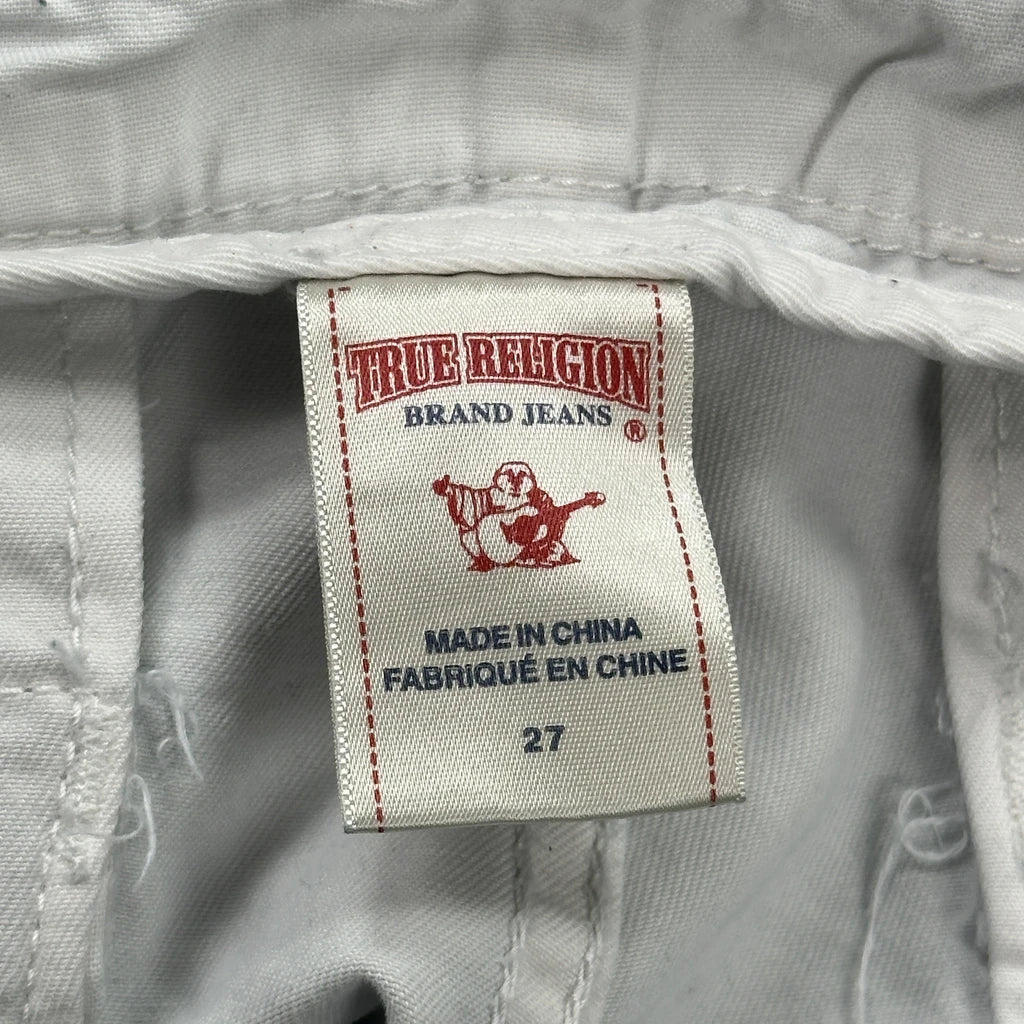 TRUE RELIGION
BRAND JEANS
®
MADE IN CHINA
FABRIQUÉ EN CHINE
27